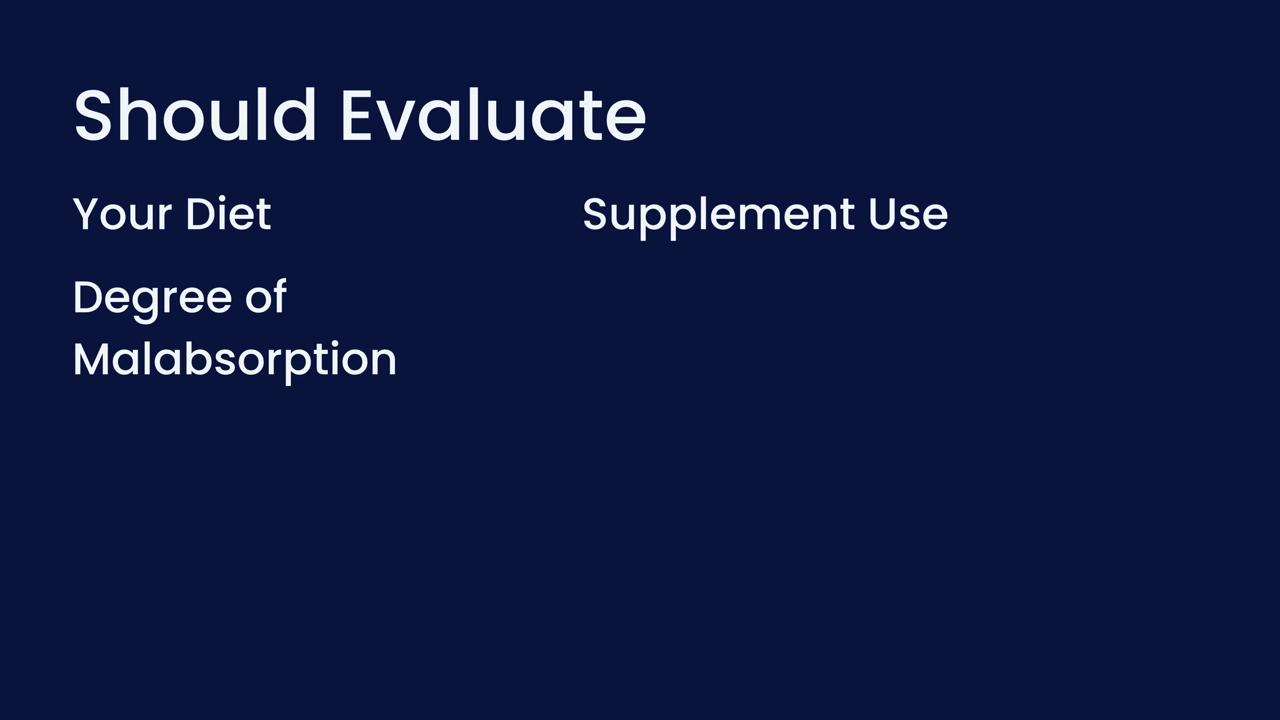 Should Evaluate
Your Diet
Supplement Use
Degree of
Malabsorption